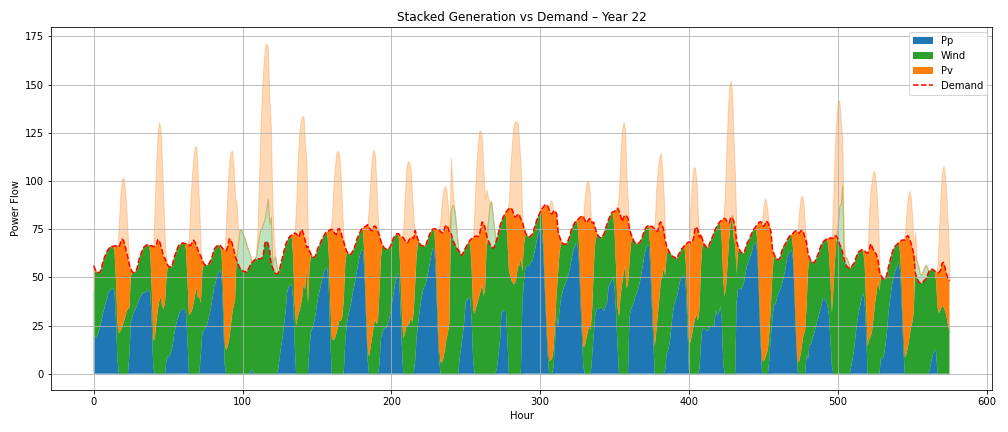 Stacked Generation vs Demand – Year 22
Power Flow
175
150
125
100
75
50
25
0
0 100 200 300 400 500 600
Hour
Pp
Wind
Pv
Demand